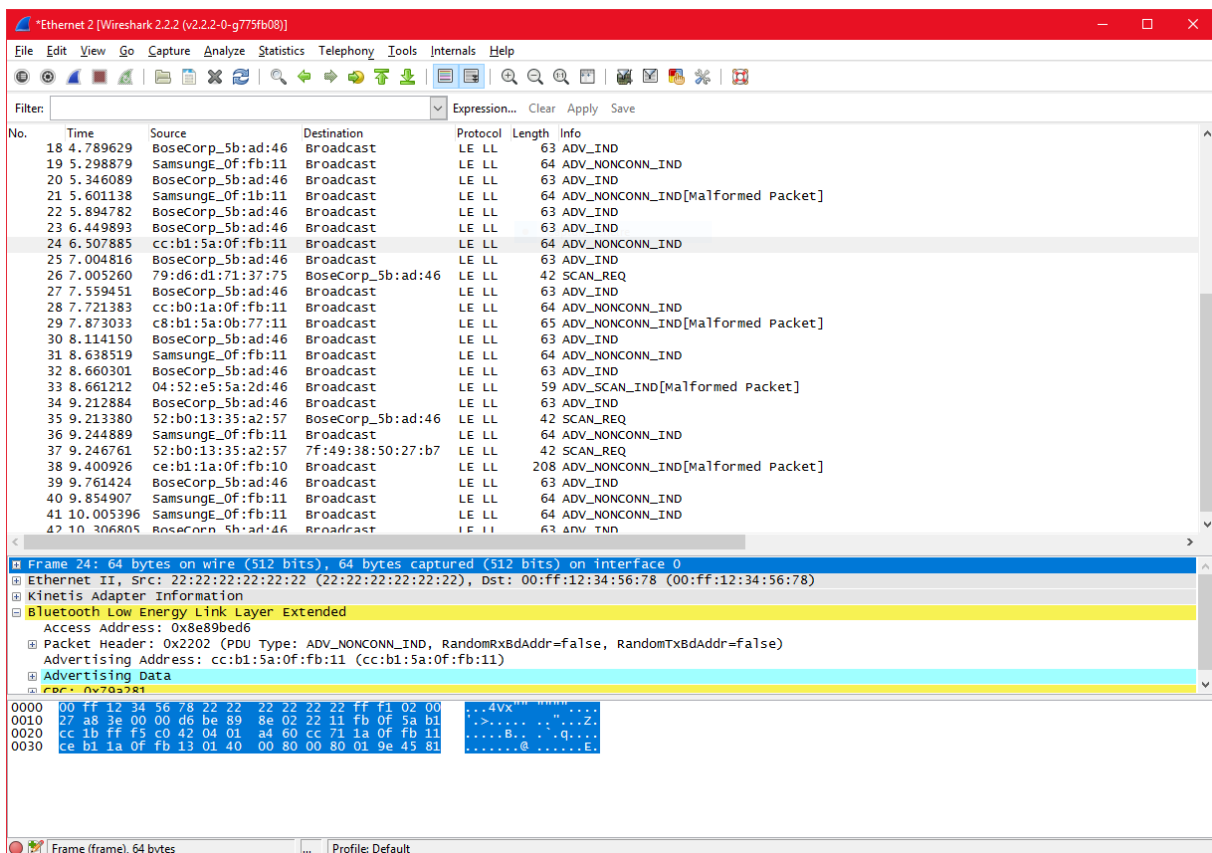 *Ethernet 2 [Wireshark 2.2.2 (v2.2.2-0-g775fb08)]
File Edit View Go Capture Analyze Statistics Telephony Tools Internals Help
Filter: Expression... Clear Apply Save
No. Time Source Destination Protocol Length Info
18 4.789629 BoseCorp_5b:ad:46 Broadcast LE LL 63 ADV_IND
19 5.298879 SamsungE_0f:fb:11 Broadcast LE LL 64 ADV_NONCONN_IND
20 5.346089 BoseCorp_5b:ad:46 Broadcast LE LL 63 ADV_IND
21 5.601138 SamsungE_0f:1b:11 Broadcast LE LL 64 ADV_NONCONN_IND[Malformed Packet]
22 5.894782 BoseCorp_5b:ad:46 Broadcast LE LL 63 ADV_IND
23 6.449893 BoseCorp_5b:ad:46 Broadcast LE LL 63 ADV_IND
24 6.507885 cc:b1:5a:0f:fb:11 Broadcast LE LL 64 ADV_NONCONN_IND
25 7.004816 BoseCorp_5b:ad:46 Broadcast LE LL 63 ADV_IND
26 7.005260 79:d6:d1:71:37:75 BoseCorp_5b:ad:46 LE LL 42 SCAN_REQ
27 7.559451 BoseCorp_5b:ad:46 Broadcast LE LL 63 ADV_IND
28 7.721383 cc:b0:1a:0f:fb:11 Broadcast LE LL 64 ADV_NONCONN_IND
29 7.873033 c8:b1:5a:0b:77:11 Broadcast LE LL 65 ADV_NONCONN_IND[Malformed Packet]
30 8.114150 BoseCorp_5b:ad:46 Broadcast LE LL 63 ADV_IND
31 8.638519 SamsungE_0f:fb:11 Broadcast LE LL 64 ADV_NONCONN_IND
32 8.660301 BoseCorp_5b:ad:46 Broadcast LE LL 63 ADV_IND
33 8.661212 04:52:e5:5a:2d:46 Broadcast LE LL 59 ADV_SCAN_IND[Malformed Packet]
34 9.212884 BoseCorp_5b:ad:46 Broadcast LE LL 63 ADV_IND
35 9.213380 52:b0:13:35:a2:57 BoseCorp_5b:ad:46 LE LL 42 SCAN_REQ
36 9.244889 SamsungE_0f:fb:11 Broadcast LE LL 64 ADV_NONCONN_IND
37 9.246761 52:b0:13:35:a2:57 7f:49:38:50:27:b7 LE LL 42 SCAN_REQ
38 9.400926 ce:b1:1a:0f:fb:10 Broadcast LE LL 208 ADV_NONCONN_IND[Malformed Packet]
39 9.761424 BoseCorp_5b:ad:46 Broadcast LE LL 63 ADV_IND
40 9.854907 SamsungE_0f:fb:11 Broadcast LE LL 64 ADV_NONCONN_IND
41 10.005396 SamsungE_0f:fb:11 Broadcast LE LL 64 ADV_NONCONN_IND
42 10.306805 BoseCorp_5b:ad:46 Broadcast LE LL 63 ADV_IND
Frame 24: 64 bytes on wire (512 bits), 64 bytes captured (512 bits) on interface 0
Ethernet II, Src: 22:22:22:22:22:22 (22:22:22:22:22:22), Dst: 00:ff:12:34:56:78 (00:ff:12:34:56:78)
Kinetis Adapter Information
Bluetooth Low Energy Link Layer Extended
Access Address: 0x8e89bed6
Packet Header: 0x2202 (PDU Type: ADV_NONCONN_IND, RandomRxBdAddr=false, RandomTxBdAddr=false)
Advertising Address: cc:b1:5a:0f:fb:11 (cc:b1:5a:0f:fb:11)
Advertising Data
CRC: 0x79a281
0000 00 ff 12 34 56 78 22 22 22 22 22 22 ff f1 02 00 ...4Vx"" """"....
0010 27 a8 3e 00 00 d6 be 89 8e 02 22 11 fb 0f 5a b1 '.>..... .."...Z.
0020 cc 1b ff f5 c0 42 04 01 a4 60 cc 71 1a 0f fb 11 .....B.. .`.q....
0030 ce b1 1a 0f fb 13 01 40 00 80 00 80 01 9e 45 81 .......@ ......E.
Frame (frame), 64 bytes ... Profile: Default